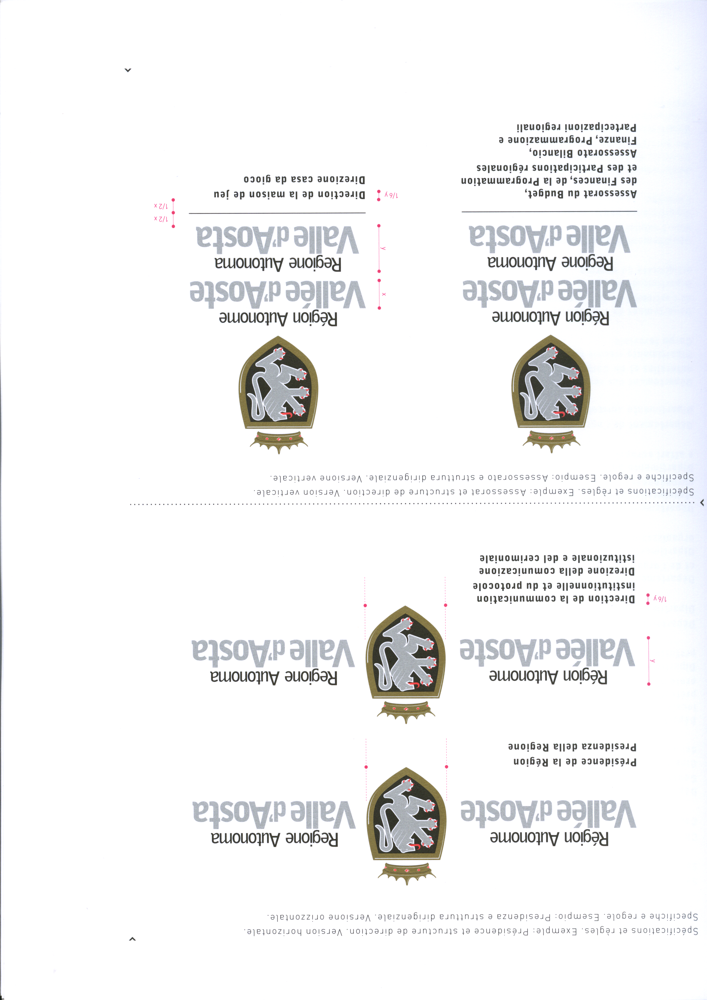 Spécifications et règles. Exemple: Présidence et structure de direction. Version horizontale.
Specifiche e regole. Esempio: Presidenza e struttura dirigenziale. Versione orizzontale.
Région Autonome
Vallée d'Aoste
Regione Autonoma
Valle d'Aosta
Présidence de la Région
Presidenza della Regione
Région Autonome
Vallée d'Aoste
Regione Autonoma
Valle d'Aosta
y
1/6 y
Direction de la communication
institutionnelle et du protocole
Direzione della comunicazione
istituzionale e del cerimoniale
Spécifications et règles. Exemple: Assessorat et structure de direction. Version verticale.
Specifiche e regole. Esempio: Assessorato e struttura dirigenziale. Versione verticale.
Région Autonome
Vallée d'Aoste
Regione Autonoma
Valle d'Aosta
Assessorat du Budget,
des Finances, de la Programmation
et des Participations régionales
Assessorato Bilancio,
Finanze, Programmazione e
Partecipazioni regionali
Région Autonome
Vallée d'Aoste
Regione Autonoma
Valle d'Aosta
x
y
1/2 x
1/2 x
1/6 y
Direction de la maison de jeu
Direzione casa da gioco